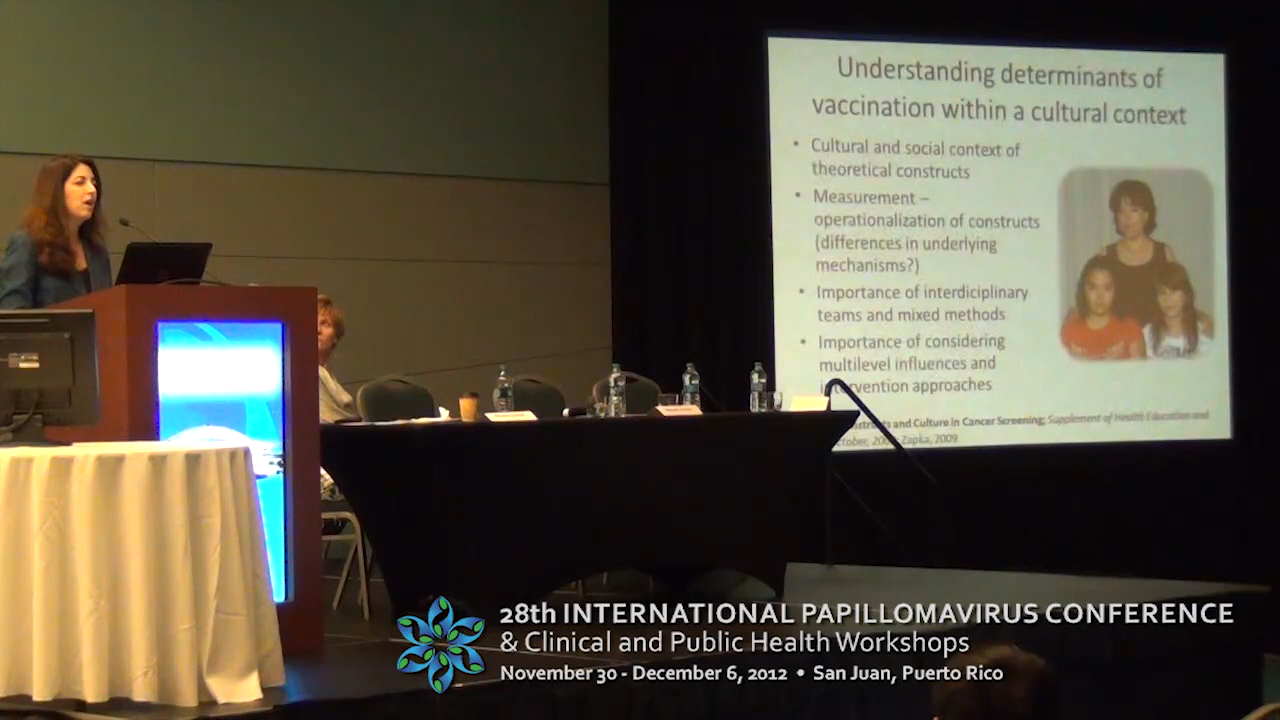 Understanding determinants of
vaccination within a cultural context
• Cultural and social context of
theoretical constructs
• Measurement –
operationalization of constructs
(differences in underlying
mechanisms?)
• Importance of interdiciplinary
teams and mixed methods
• Importance of considering
multilevel influences and
intervention approaches
and Culture in Cancer Screening; Supplement of Health Education and
Zapka, 2009
28th INTERNATIONAL PAPILLOMAVIRUS CONFERENCE
& Clinical and Public Health Workshops
November 30 - December 6, 2012 • San Juan, Puerto Rico